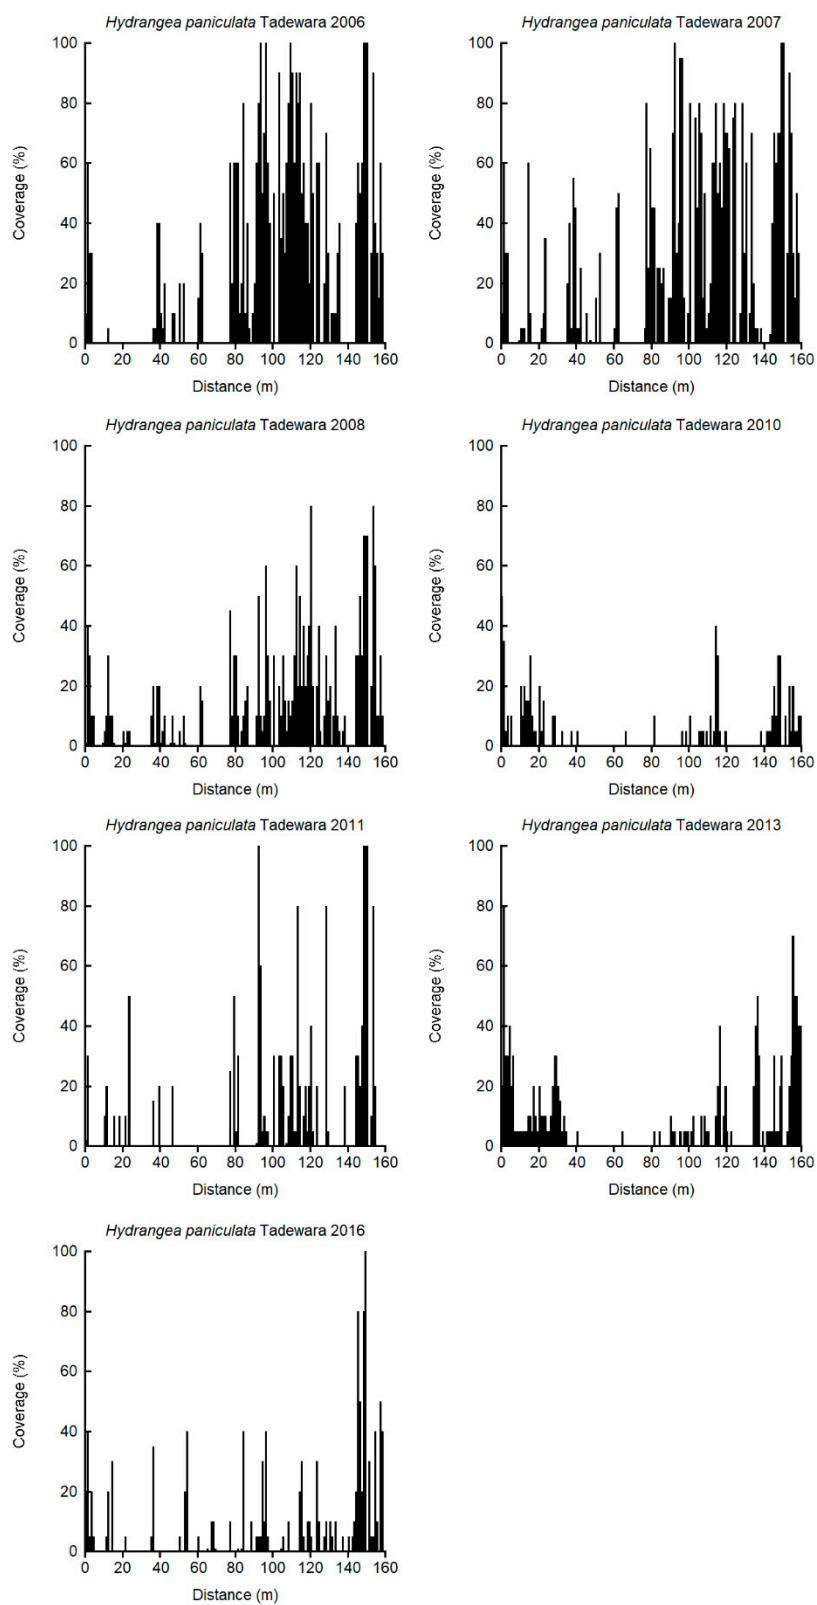 Hydrangea paniculata Tadewara 2006
100
80
60
40
20
0
Coverage (%)
0 20 40 60 80 100 120 140 160
Distance (m)
Hydrangea paniculata Tadewara 2007
100
80
60
40
20
0
Coverage (%)
0 20 40 60 80 100 120 140 160
Distance (m)
Hydrangea paniculata Tadewara 2008
100
80
60
40
20
0
Coverage (%)
0 20 40 60 80 100 120 140 160
Distance (m)
Hydrangea paniculata Tadewara 2010
100
80
60
40
20
0
Coverage (%)
0 20 40 60 80 100 120 140 160
Distance (m)
Hydrangea paniculata Tadewara 2011
100
80
60
40
20
0
Coverage (%)
0 20 40 60 80 100 120 140 160
Distance (m)
Hydrangea paniculata Tadewara 2013
100
80
60
40
20
0
Coverage (%)
0 20 40 60 80 100 120 140 160
Distance (m)
Hydrangea paniculata Tadewara 2016
100
80
60
40
20
0
Coverage (%)
0 20 40 60 80 100 120 140 160
Distance (m)